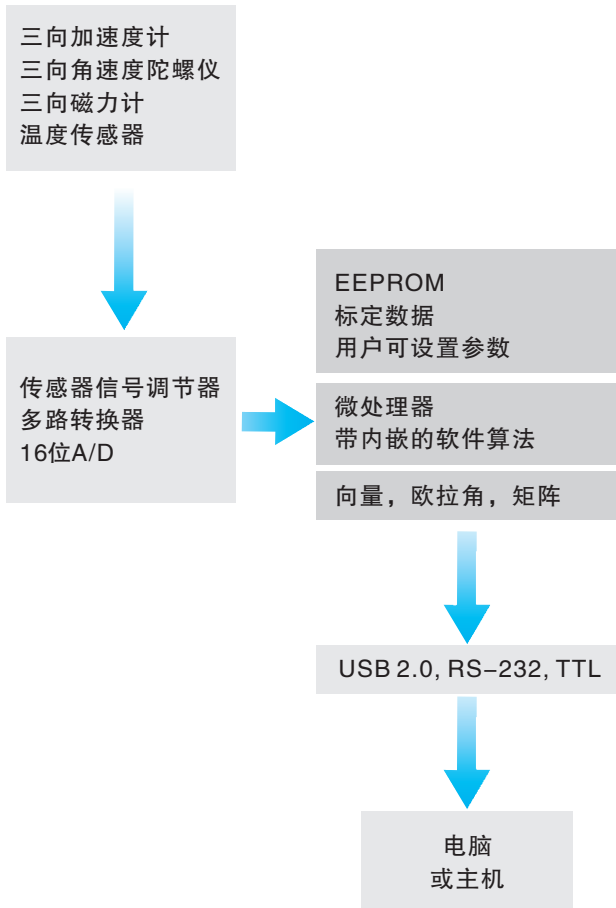 三向加速度计
三向角速度陀螺仪
三向磁力计
温度传感器
传感器信号调节器
多路转换器
16位A/D
EEPROM
标定数据
用户可设置参数
微处理器
带内嵌的软件算法
向量，欧拉角，矩阵
USB 2.0, RS-232, TTL
电脑
或主机